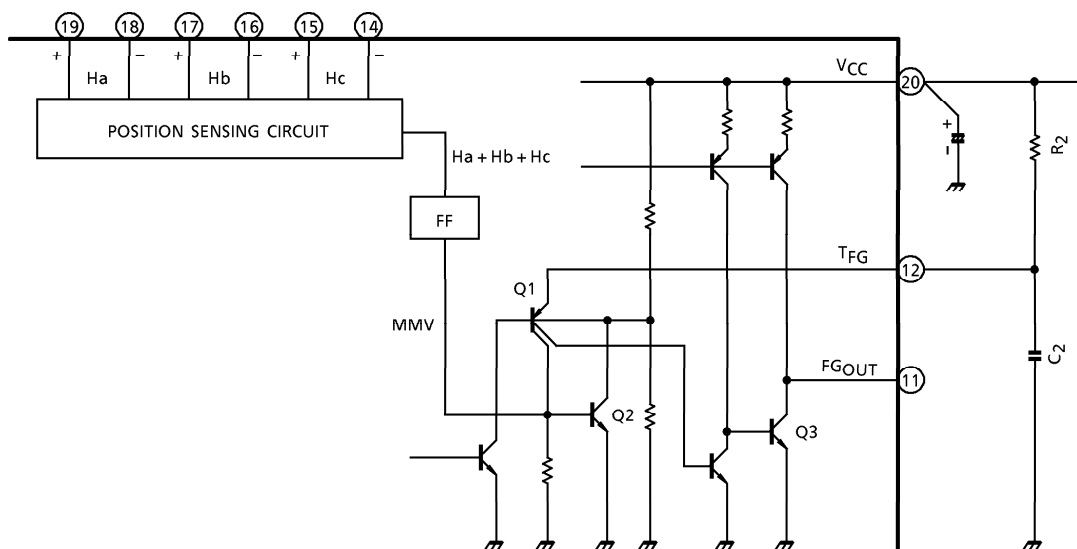 19 18 17 16 15 14
+ − + − + −
Ha Hb Hc
POSITION SENSING CIRCUIT
Ha + Hb + Hc
FF
MMV
Q1
Q2
Q3
VCC
20
+
−
R2
TFG
12
C2
FGOUT
11